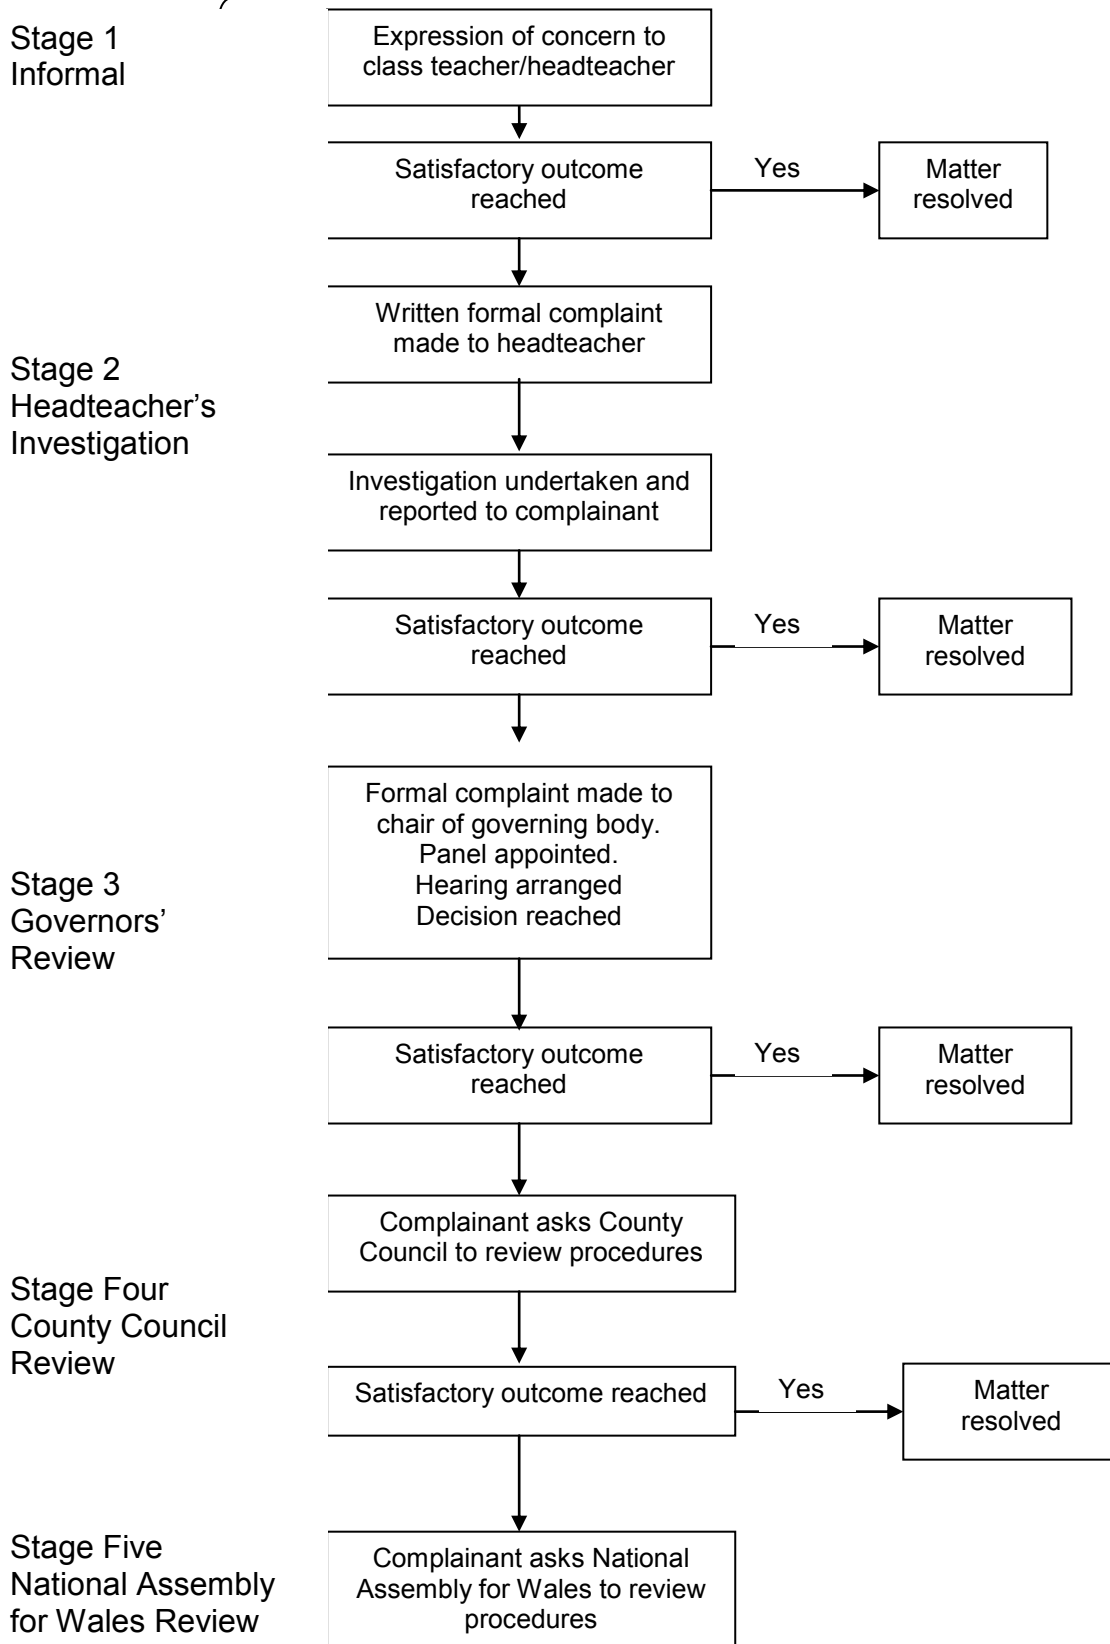 Stage 1
Informal
Expression of concern to
class teacher/headteacher
Satisfactory outcome
reached
Yes
Matter
resolved
Written formal complaint
made to headteacher
Stage 2
Headteacher’s
Investigation
Investigation undertaken and
reported to complainant
Satisfactory outcome
reached
Yes
Matter
resolved
Formal complaint made to
chair of governing body.
Panel appointed.
Hearing arranged
Decision reached
Stage 3
Governors’
Review
Satisfactory outcome
reached
Yes
Matter
resolved
Complainant asks County
Council to review procedures
Stage Four
County Council
Review
Satisfactory outcome reached
Yes
Matter
resolved
Stage Five
National Assembly
for Wales Review
Complainant asks National
Assembly for Wales to review
procedures